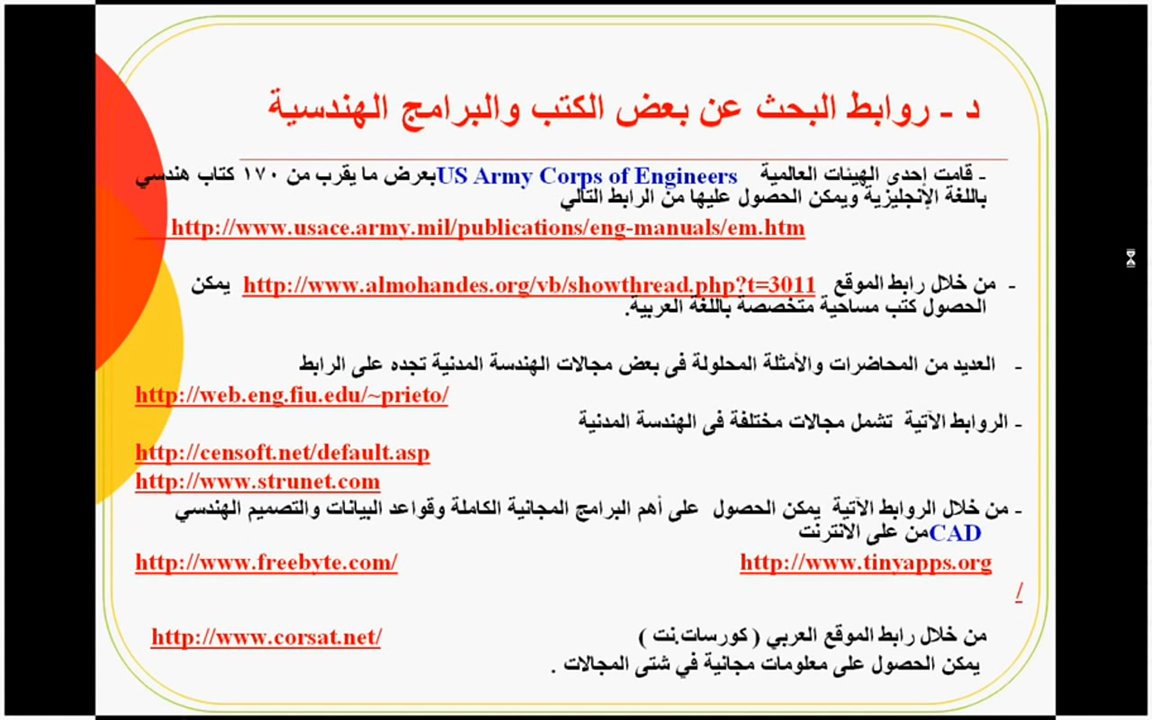 د - روابط البحث عن بعض الكتب والبرامج الهندسية
- قامت إحدى الهيئات العالمية US Army Corps of Engineers بعرض ما يقرب من ١٧٠ كتاب هندسي
باللغة الإنجليزية ويمكن الحصول عليها من الرابط التالي
http://www.usace.army.mil/publications/eng-manuals/em.htm
- من خلال رابط الموقع http://www.almohandes.org/vb/showthread.php?t=3011 يمكن
الحصول كتب مساحية متخصصة باللغة العربية.
- العديد من المحاضرات والأمثلة المحلولة فى بعض مجالات الهندسة المدنية تجده على الرابط
http://web.eng.fiu.edu/~prieto/
- الروابط الآتية تشمل مجالات مختلفة فى الهندسة المدنية
http://censoft.net/default.asp
http://www.strunet.com
- من خلال الروابط الآتية يمكن الحصول على أهم البرامج المجانية الكاملة وقواعد البيانات والتصميم الهندسي
CAD من على الانترنت
http://www.tinyapps.org http://www.freebyte.com/
/
من خلال رابط الموقع العربي ( كورسات.نت ) http://www.corsat.net/
يمكن الحصول على معلومات مجانية في شتى المجالات .